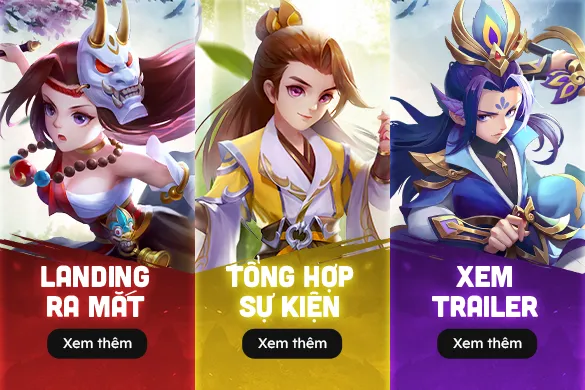 LANDING
RA MẮT
Xem thêm
TỔNG HỢP
SỰ KIỆN
Xem thêm
XEM
TRAILER
Xem thêm